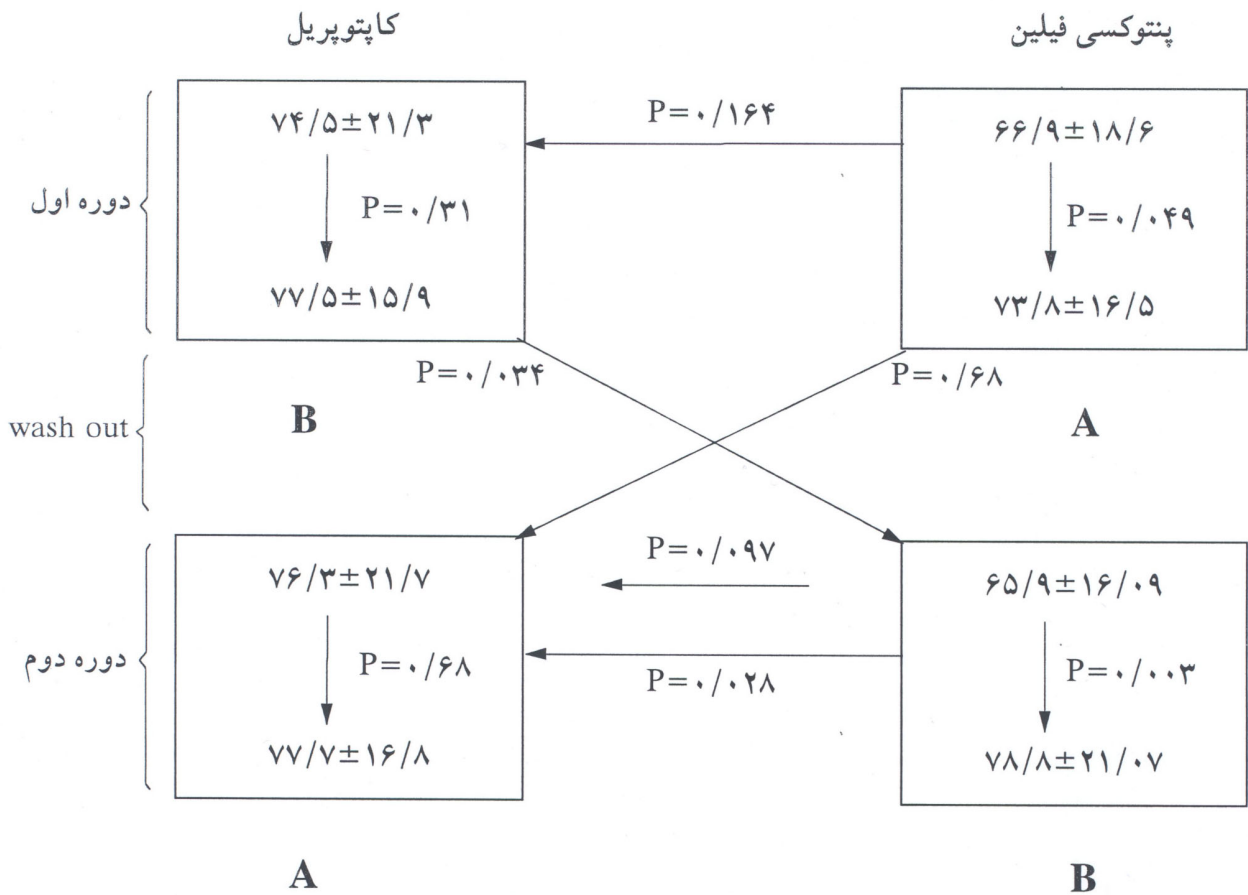 پنتوکسی فیلین
کاپتوپریل
دوره اول
۶۶/۹±۱۸/۶
P=۰/۰۴۹
۷۳/۸±۱۶/۵
P=۰/۱۶۴
۷۴/۵±۲۱/۳
P=۰/۳۱
۷۷/۵±۱۵/۹
A
B
wash out
P=۰/۶۸
P=۰/۰۳۴
دوره دوم
۶۵/۹±۱۶/۰۹
P=۰/۰۰۳
۷۸/۸±۲۱/۰۷
P=۰/۰۹۷
P=۰/۰۲۸
۷۶/۳±۲۱/۷
P=۰/۶۸
۷۷/۷±۱۶/۸
B
A